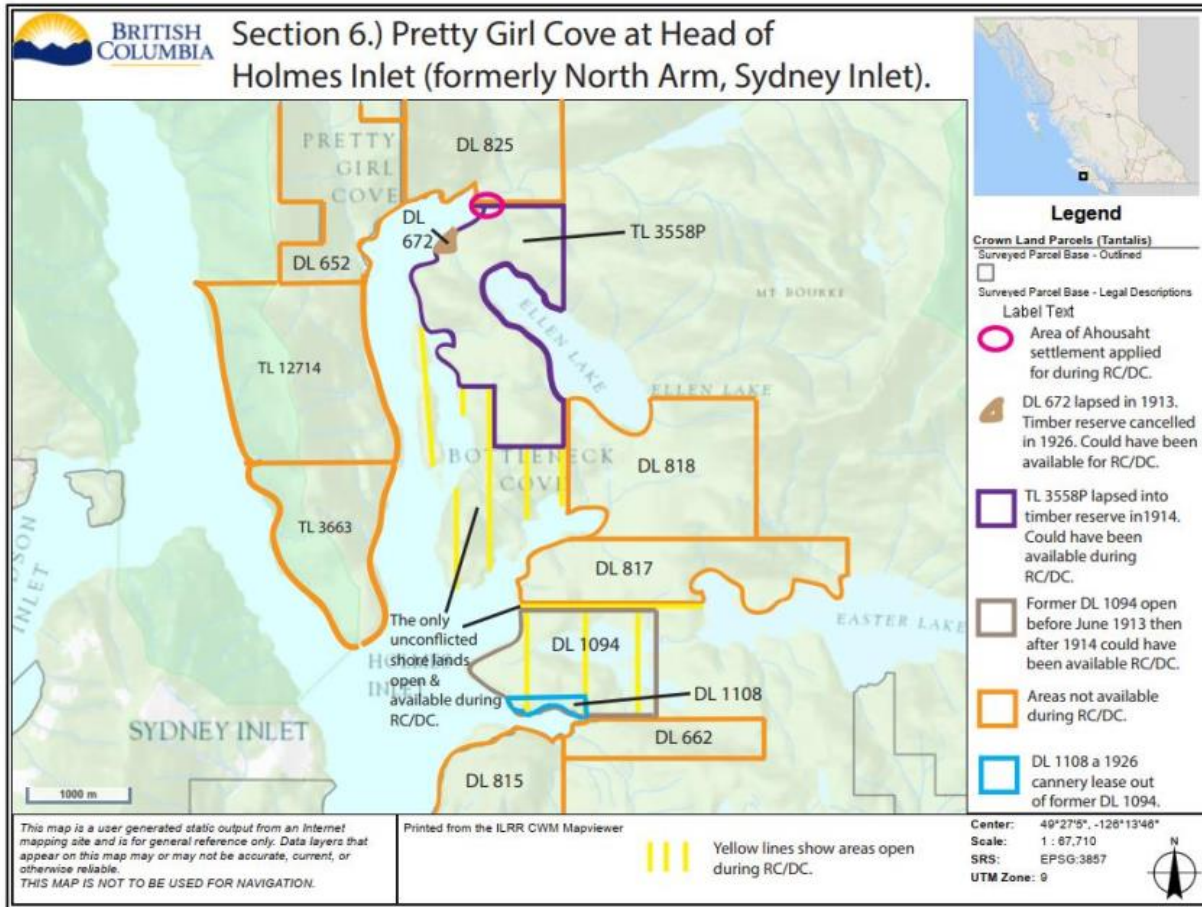 BRITISH
COLUMBIA
Section 6.) Pretty Girl Cove at Head of
Holmes Inlet (formerly North Arm, Sydney Inlet).
PRETTY
GIRL
COVE
DL 825
DL
672
TL 3558P
DL 652
MT BOURKE
ELLEN LAKE
ELLEN LAKE
TL 12714
BOTTLENECK
COVE
DL 818
TL 3663
DL 817
INLET
EASTER LAKE
The only
unconflicted
shore lands
open &
available during
RC/DC.
HOLMES
INLET
DL 1094
DL 1108
SYDNEY INLET
DL 662
DL 815
1000 m
Legend
Crown Land Parcels (Tantalis)
Surveyed Parcel Base - Outlined
Surveyed Parcel Base - Legal Descriptions
Label Text
Area of Ahousaht
settlement applied
for during RC/DC.
DL 672 lapsed in 1913.
Timber reserve cancelled
in 1926. Could have been
available for RC/DC.
TL 3558P lapsed into
timber reserve in1914.
Could have been
available during
RC/DC.
Former DL 1094 open
before June 1913 then
after 1914 could have
been available RC/DC.
Areas not available
during RC/DC.
DL 1108 a 1926
cannery lease out
of former DL 1094.
This map is a user generated static output from an Internet
mapping site and is for general reference only. Data layers that
appear on this map may or may not be accurate, current, or
otherwise reliable.
THIS MAP IS NOT TO BE USED FOR NAVIGATION.
Printed from the ILRR CWM Mapviewer
Yellow lines show areas open
during RC/DC.
Center: 49°27'5", -126°13'46"
Scale: 1 : 67,710
SRS: EPSG:3857
UTM Zone: 9
N